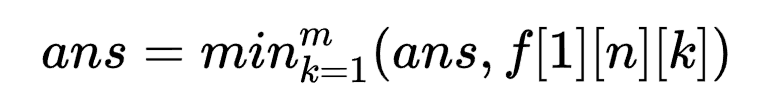 ans = min_{k=1}^{m}(ans, f[1][n][k])